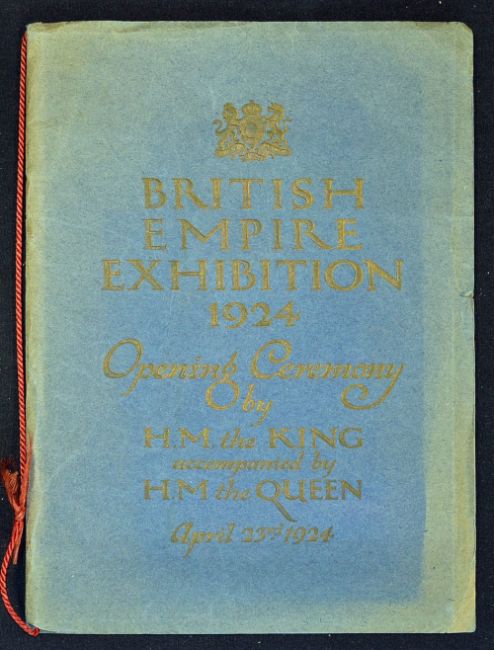 BRITISH
EMPIRE
EXHIBITION
1924
Opening Ceremony
by
H.M. the KING
accompanied by
H.M the QUEEN
April 23rd 1924